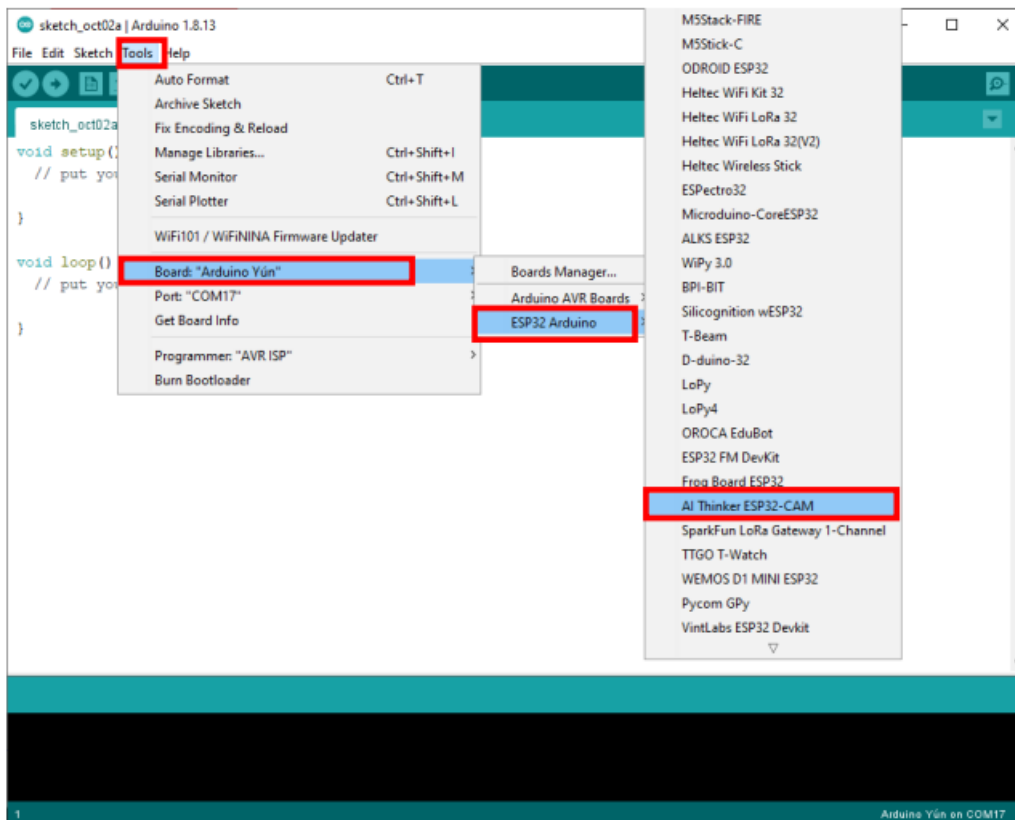 sketch_oct02a | Arduino 1.8.13
File Edit Sketch Tools Help
sketch_oct02a
void setup()
// put you
}
void loop()
// put you
}
Auto Format Ctrl+T
Archive Sketch
Fix Encoding & Reload
Manage Libraries... Ctrl+Shift+I
Serial Monitor Ctrl+Shift+M
Serial Plotter Ctrl+Shift+L
WiFi101 / WiFiNINA Firmware Updater
Board: "Arduino Yún"
Port: "COM17"
Get Board Info
Programmer: "AVR ISP"
Burn Bootloader
Boards Manager...
Arduino AVR Boards
ESP32 Arduino
M5Stack-FIRE
M5Stick-C
ODROID ESP32
Heltec WiFi Kit 32
Heltec WiFi LoRa 32
Heltec WiFi LoRa 32(V2)
Heltec Wireless Stick
ESPectro32
Microduino-CoreESP32
ALKS ESP32
WiPy 3.0
BPI-BIT
Silicognition wESP32
T-Beam
D-duino-32
LoPy
LoPy4
OROCA EduBot
ESP32 FM DevKit
Frog Board ESP32
AI Thinker ESP32-CAM
SparkFun LoRa Gateway 1-Channel
TTGO T-Watch
WEMOS D1 MINI ESP32
Pycom GPy
VintLabs ESP32 Devkit
1
Arduino Yún on COM17